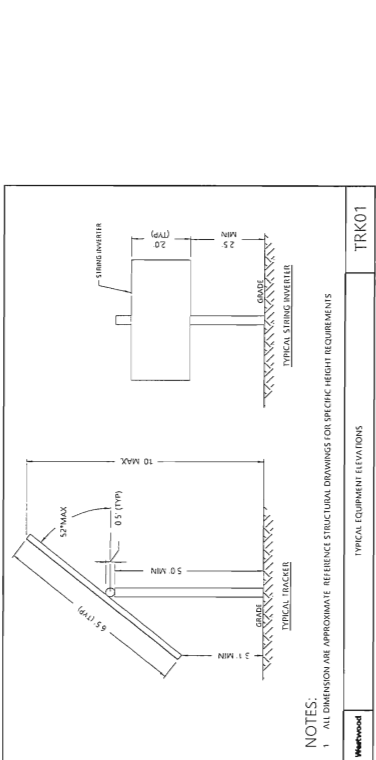 STRING INVERTER
2.0'
(TYP)
2.5'
MIN
GRADE
TYPICAL STRING INVERTER
10' MAX
52°MAX
0.5' (TYP)
6.5' (TYP)
5.0' MIN
3.1' MIN
GRADE
TYPICAL TRACKER
NOTES:
1 ALL DIMENSION ARE APPROXIMATE REFERENCE STRUCTURAL DRAWINGS FOR SPECIFIC HEIGHT REQUIREMENTS
Westwood
TYPICAL EQUIPMENT ELEVATIONS
TRK01